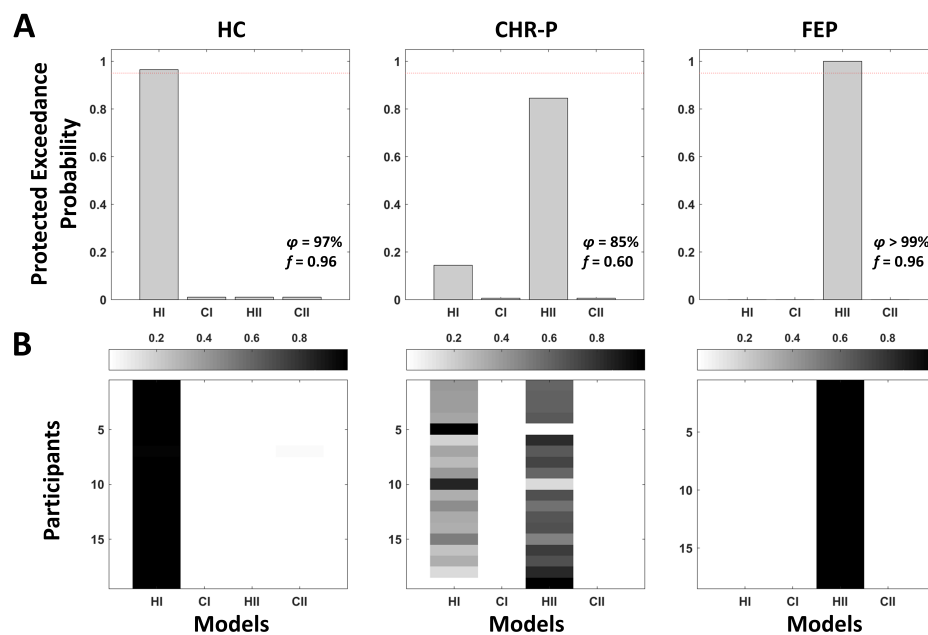 A
HC
CHR-P
FEP
Protected Exceedance
Probability
1
0.8
0.6
0.4
0.2
0
φ = 97%
f = 0.96
HI CI HII CII
1
0.8
0.6
0.4
0.2
0
φ = 85%
f = 0.60
HI CI HII CII
1
0.8
0.6
0.4
0.2
0
φ > 99%
f = 0.96
HI CI HII CII
B
0.2 0.4 0.6 0.8
0.2 0.4 0.6 0.8
0.2 0.4 0.6 0.8
Participants
5
10
15
HI CI HII CII
Models
5
10
15
HI CI HII CII
Models
5
10
15
HI CI HII CII
Models